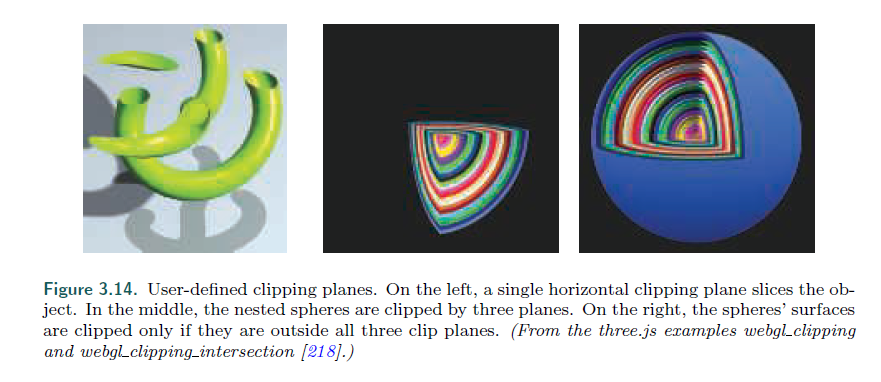 Figure 3.14. User-defined clipping planes. On the left, a single horizontal clipping plane slices the ob-
ject. In the middle, the nested spheres are clipped by three planes. On the right, the spheres’ surfaces
are clipped only if they are outside all three clip planes. (From the three.js examples webgl_clipping
and webgl_clipping_intersection [218].)